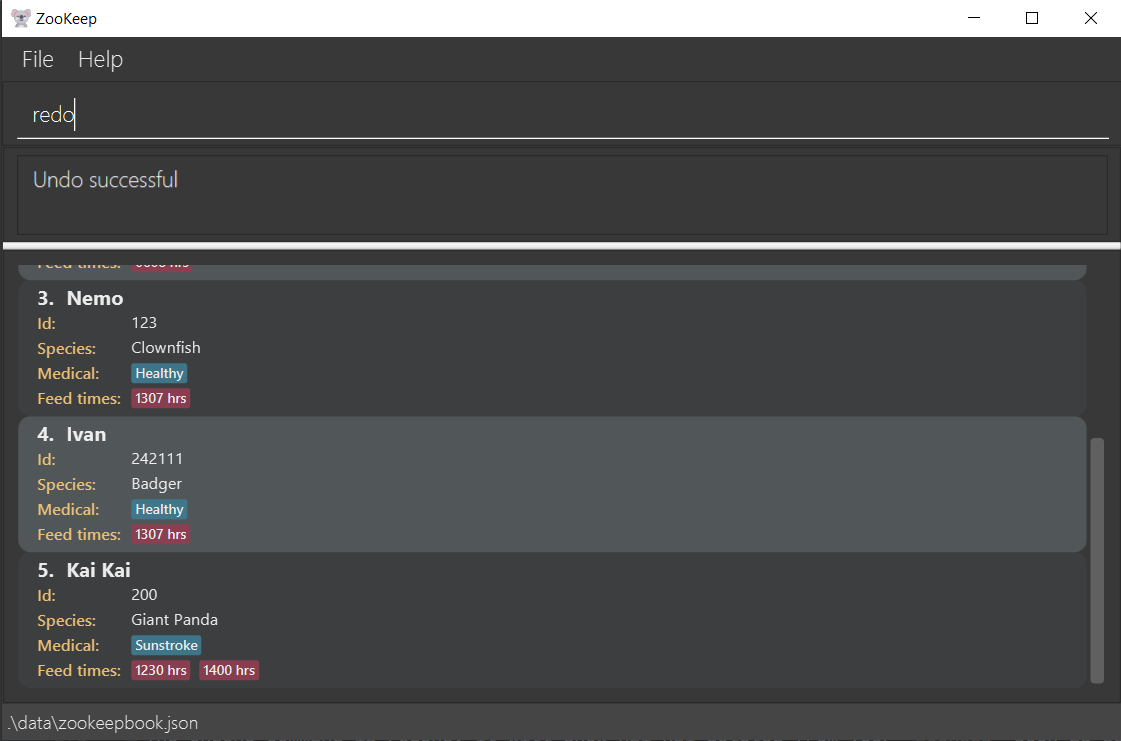 ZooKeep
File Help
redo
Undo successful
Feed times:
3. Nemo
Id: 123
Species: Clownfish
Medical: Healthy
Feed times: 1307 hrs
4. Ivan
Id: 242111
Species: Badger
Medical: Healthy
Feed times: 1307 hrs
5. Kai Kai
Id: 200
Species: Giant Panda
Medical: Sunstroke
Feed times: 1230 hrs 1400 hrs
.\data\zookeepbook.json